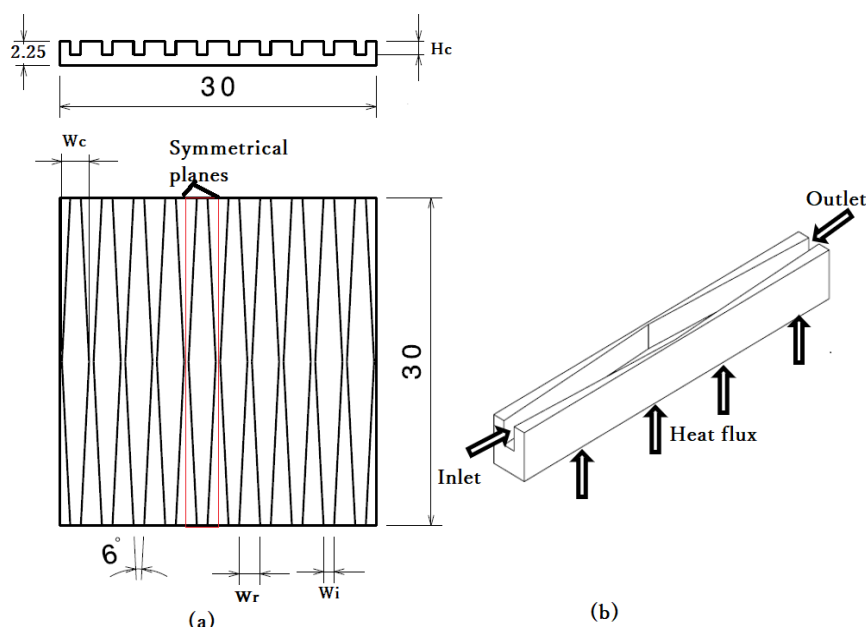 2.25
Hc
30
Wc
Symmetrical
planes
30
6°
Wr
Wi
(a)
Outlet
Inlet
Heat flux
(b)